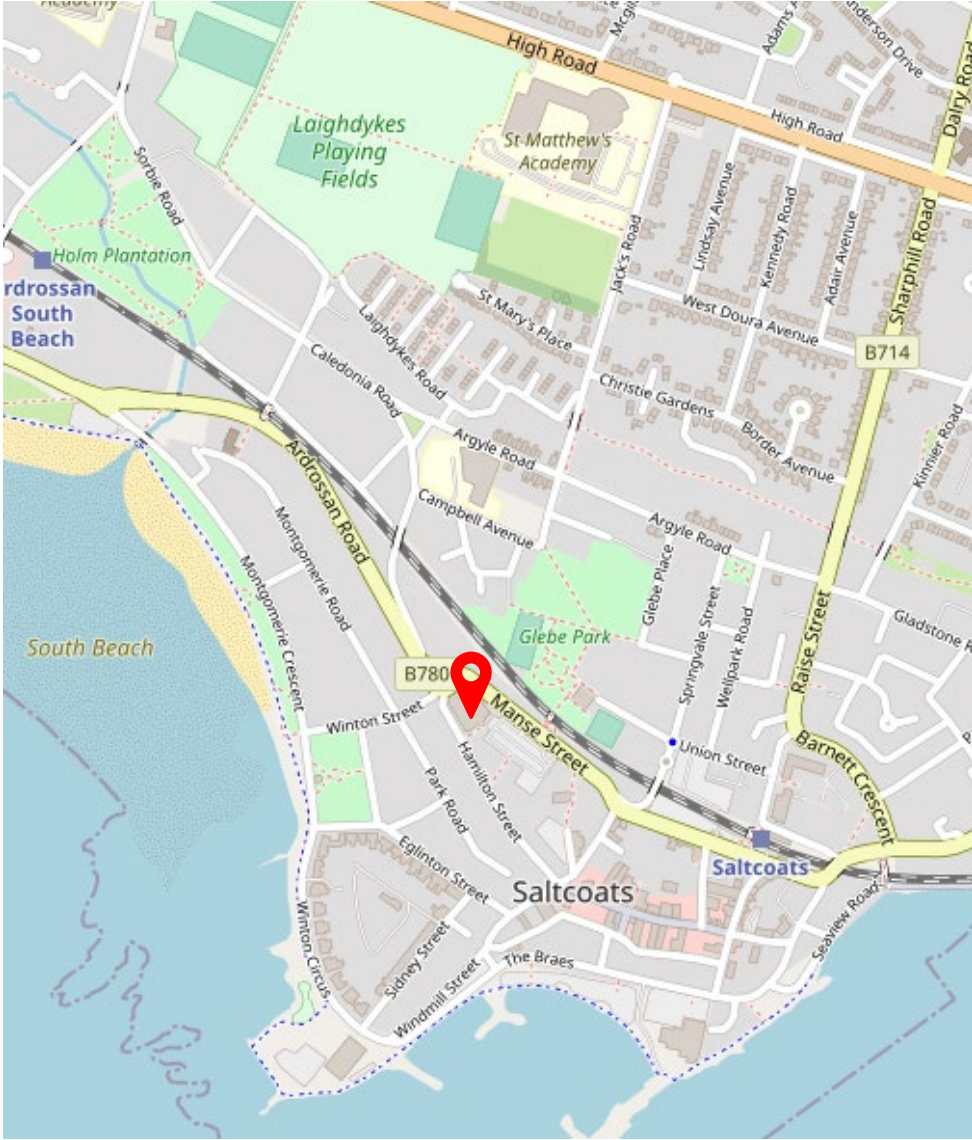 Academy
High Road
Mcgil
Adams A
Anderson Drive
Dalry Road
Laighdykes
Playing
Fields
St Matthew's
Academy
High Road
Sorbie Road
Lindsay Avenue
Kennedy Road
Adair Avenue
Sharphill Road
Jack's Road
Holm Plantation
rdrossan
South
Beach
St Mary's Place
West Doura Avenue
B714
Laighdykes Road
Caledonia Road
Christie Gardens
Border Avenue
Kinnier Road
Argyle Road
Ardrossan Road
Campbell Avenue
Argyle Road
Montgomerie Road
Montgomerie Crescent
Glebe Place
Springvale Street
Wellpark Road
Raise Street
Gladstone R
South Beach
Glebe Park
B780
Winton Street
Manse Street
Hamilton Street
Union Street
Barnett Crescent
P
Park Road
Eglinton Street
Saltcoats
Saltcoats
Winton Circus
Sidney Street
Windmill Street
The Braes
Seaview Road